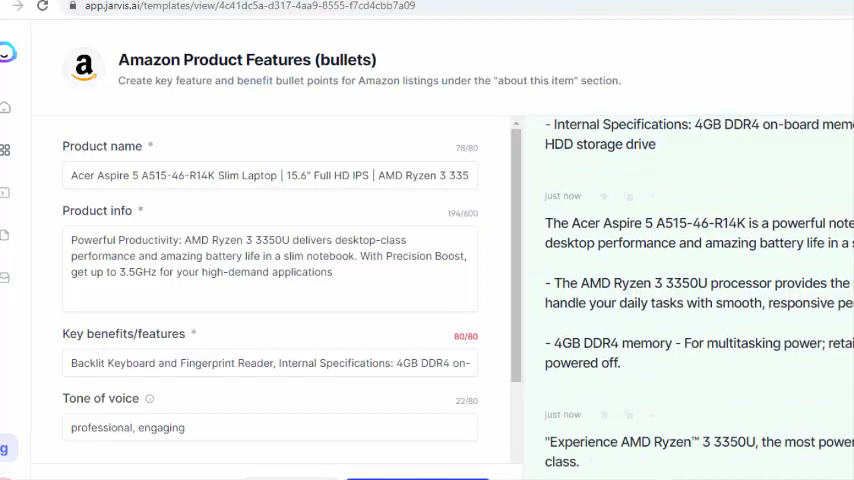 app.jarvis.ai/templates/view/4c41dc5a-d317-4aa9-8555-f7cd4cbb7a09
a
Amazon Product Features (bullets)
Create key feature and benefit bullet points for Amazon listings under the "about this item" section.
Product name *
78/80
Acer Aspire 5 A515-46-R14K Slim Laptop | 15.6" Full HD IPS | AMD Ryzen 3 335
Product info *
194/600
Powerful Productivity: AMD Ryzen 3 3350U delivers desktop-class
performance and amazing battery life in a slim notebook. With Precision Boost,
get up to 3.5GHz for your high-demand applications
Key benefits/features *
80/80
Backlit Keyboard and Fingerprint Reader, Internal Specifications: 4GB DDR4 on-
Tone of voice
22/80
professional, engaging
g
- Internal Specifications: 4GB DDR4 on-board mem
HDD storage drive
just now
The Acer Aspire 5 A515-46-R14K is a powerful note
desktop performance and amazing battery life in a s
- The AMD Ryzen 3 3350U processor provides the
handle your daily tasks with smooth, responsive pe
- 4GB DDR4 memory - For multitasking power; retai
powered off.
just now
"Experience AMD Ryzen™ 3 3350U, the most power
class.